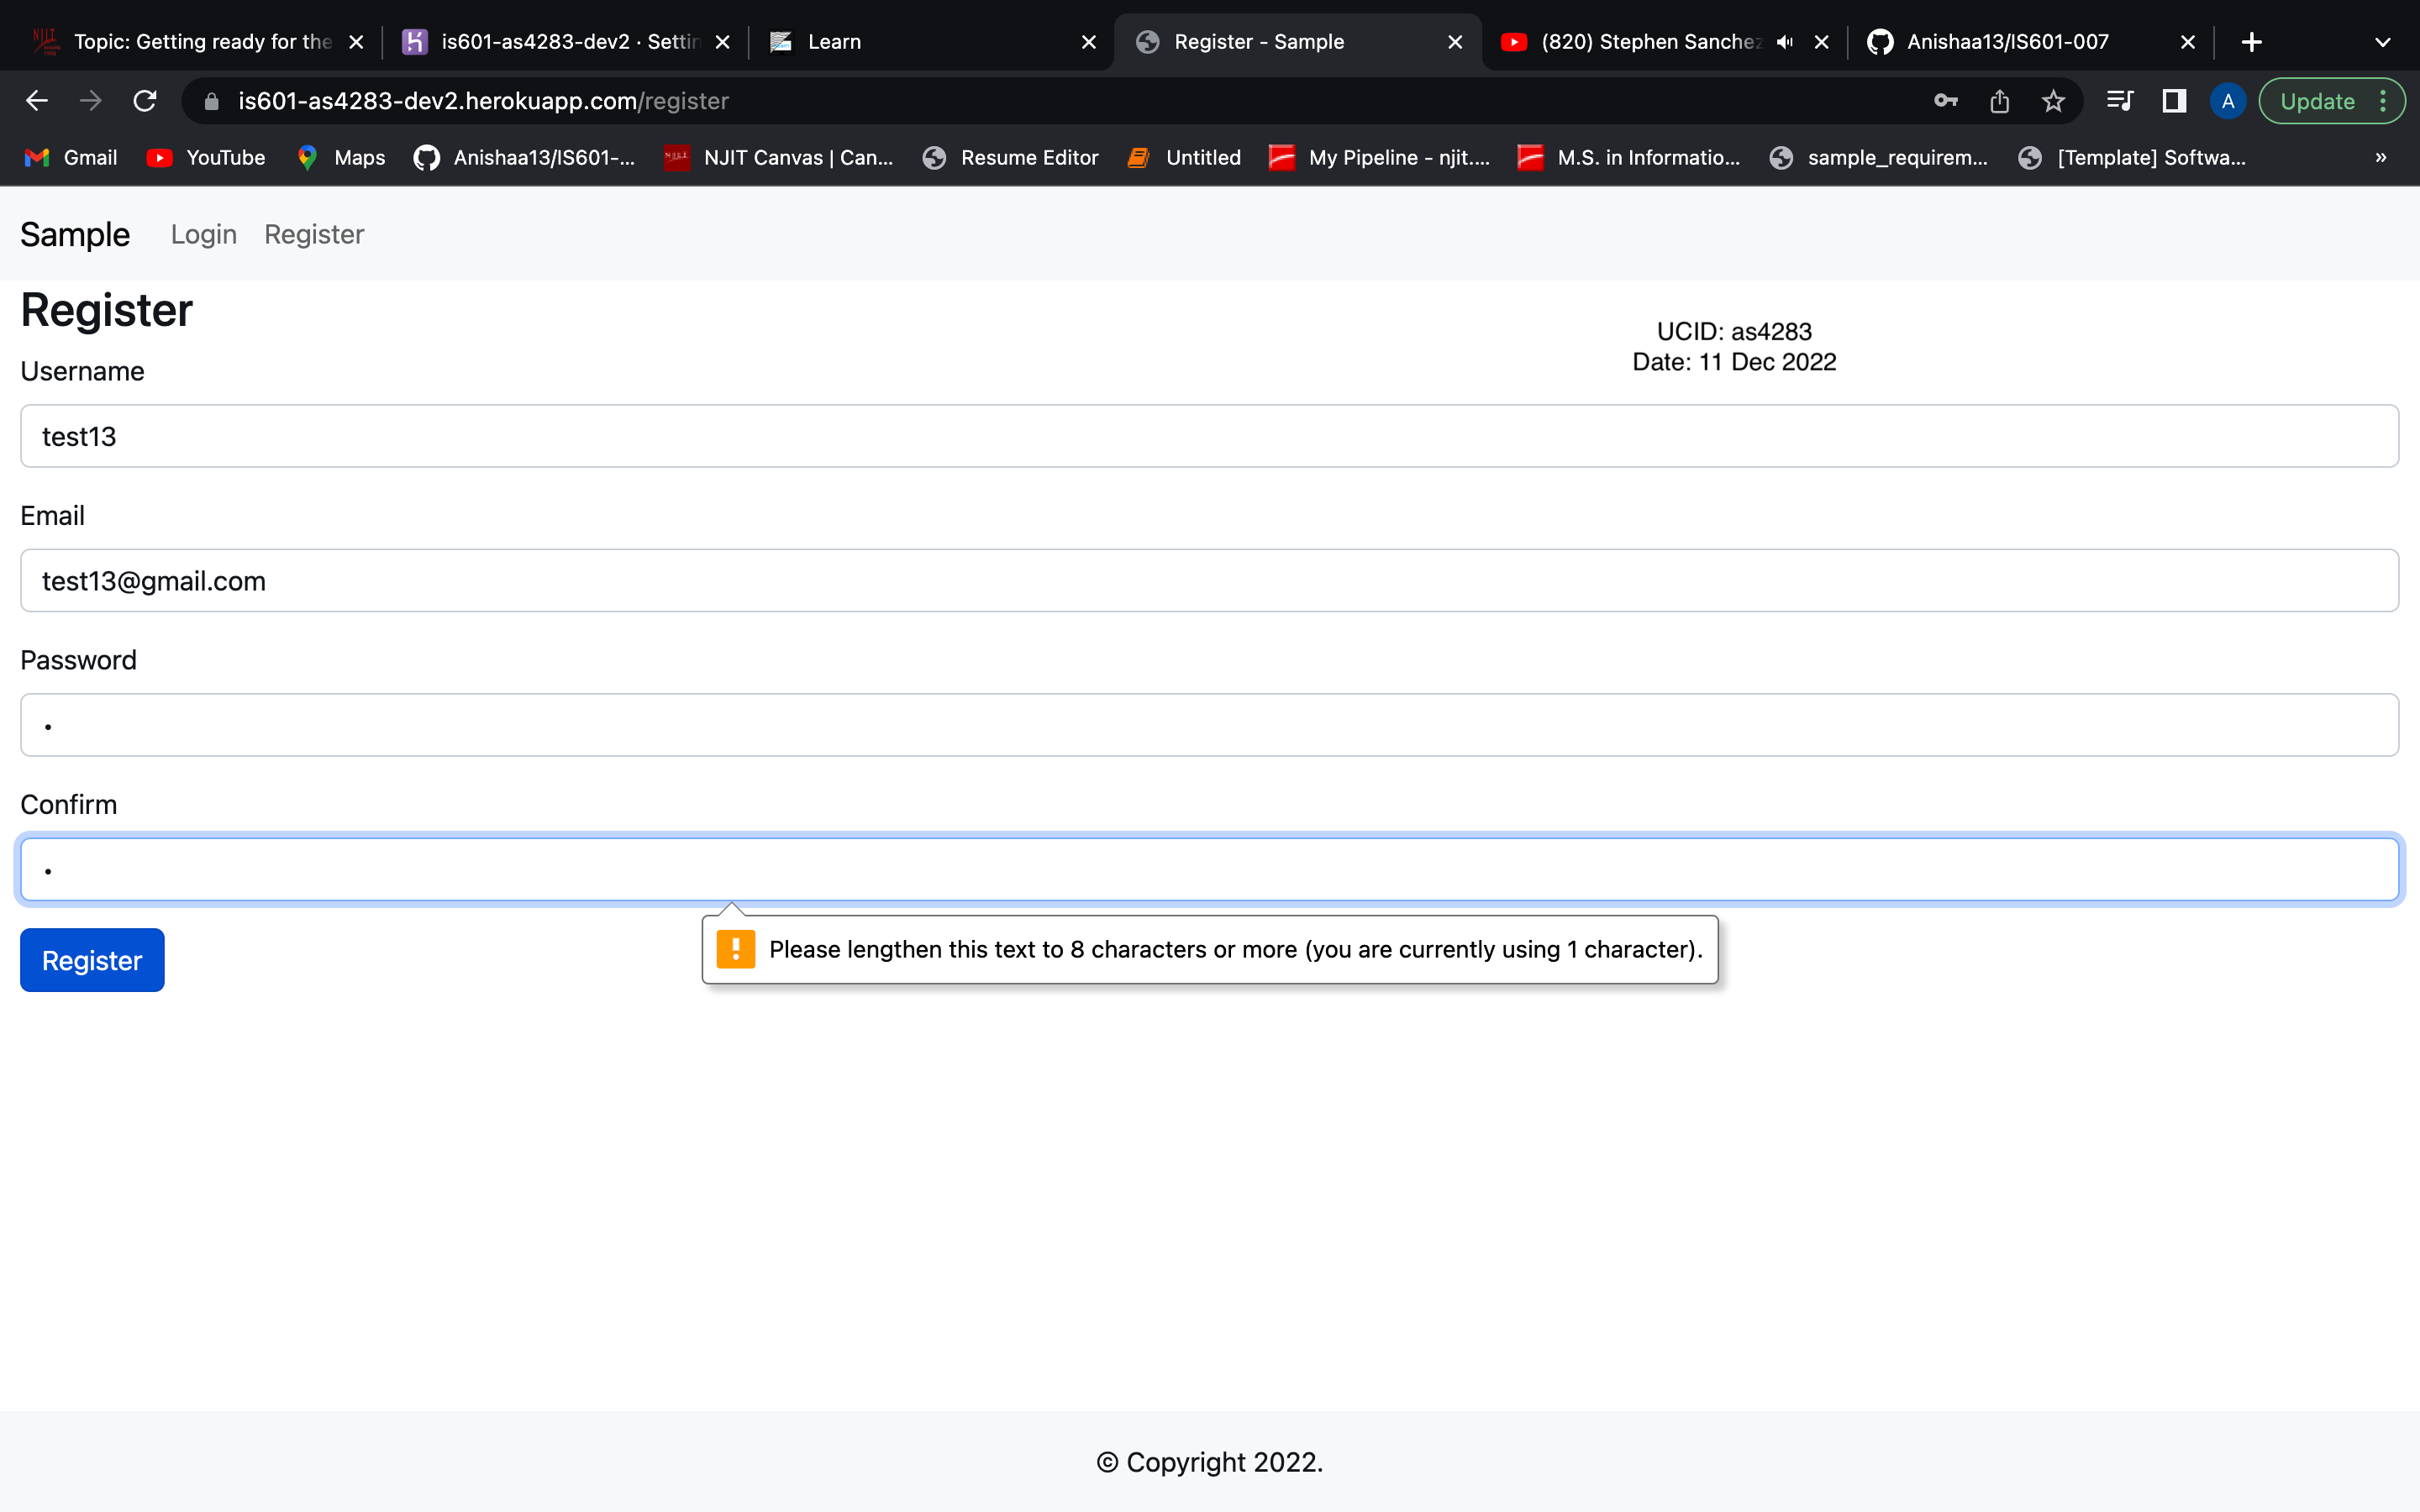 Topic: Getting ready for the
is601-as4283-dev2 · Settin
Learn
Register - Sample
(820) Stephen Sanchez
Anishaa13/IS601-007
is601-as4283-dev2.herokuapp.com/register
A
Update
Gmail
YouTube
Maps
Anishaa13/IS601-...
NJIT Canvas | Can...
Resume Editor
Untitled
My Pipeline - njit....
M.S. in Informatio...
sample_requirem...
[Template] Softwa...
»
Sample
Login
Register
Register
UCID: as4283
Date: 11 Dec 2022
Username
test13
Email
test13@gmail.com
Password
•
Confirm
•
Please lengthen this text to 8 characters or more (you are currently using 1 character).
Register
© Copyright 2022.